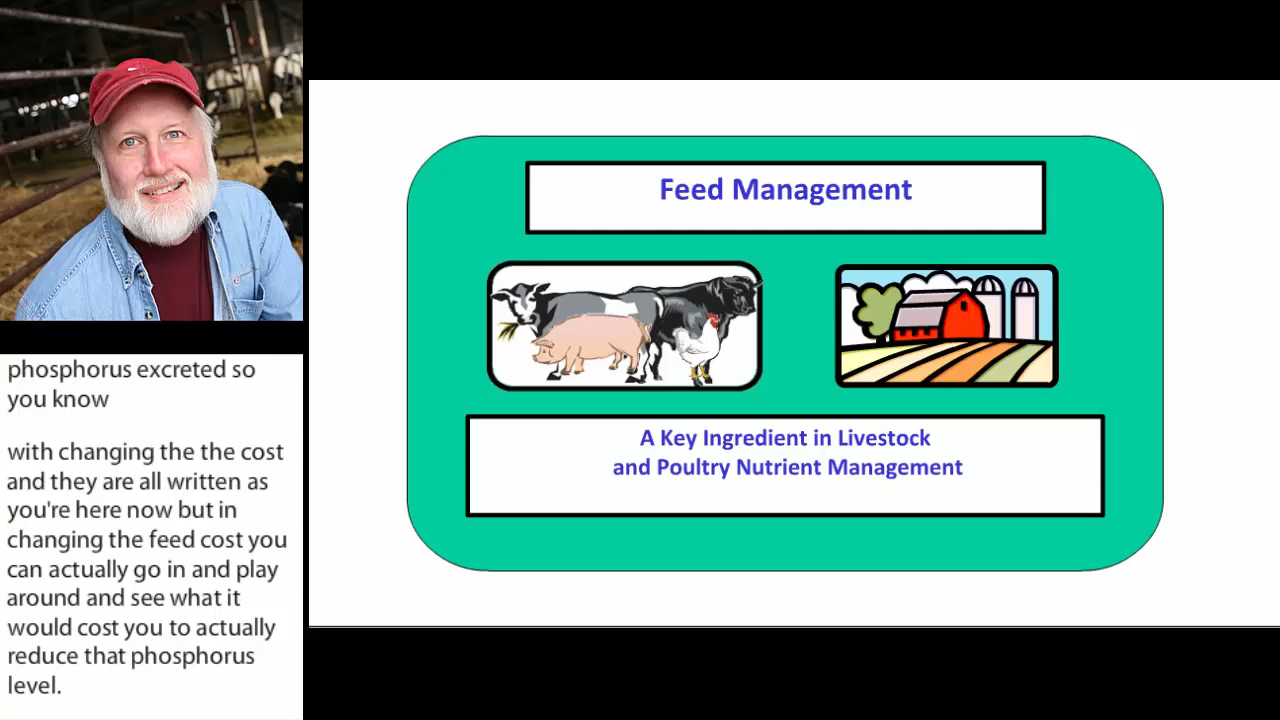 phosphorus excreted so
you know
with changing the the cost
and they are all written as
you're here now but in
changing the feed cost you
can actually go in and play
around and see what it
would cost you to actually
reduce that phosphorus
level.
Feed Management
A Key Ingredient in Livestock
and Poultry Nutrient Management